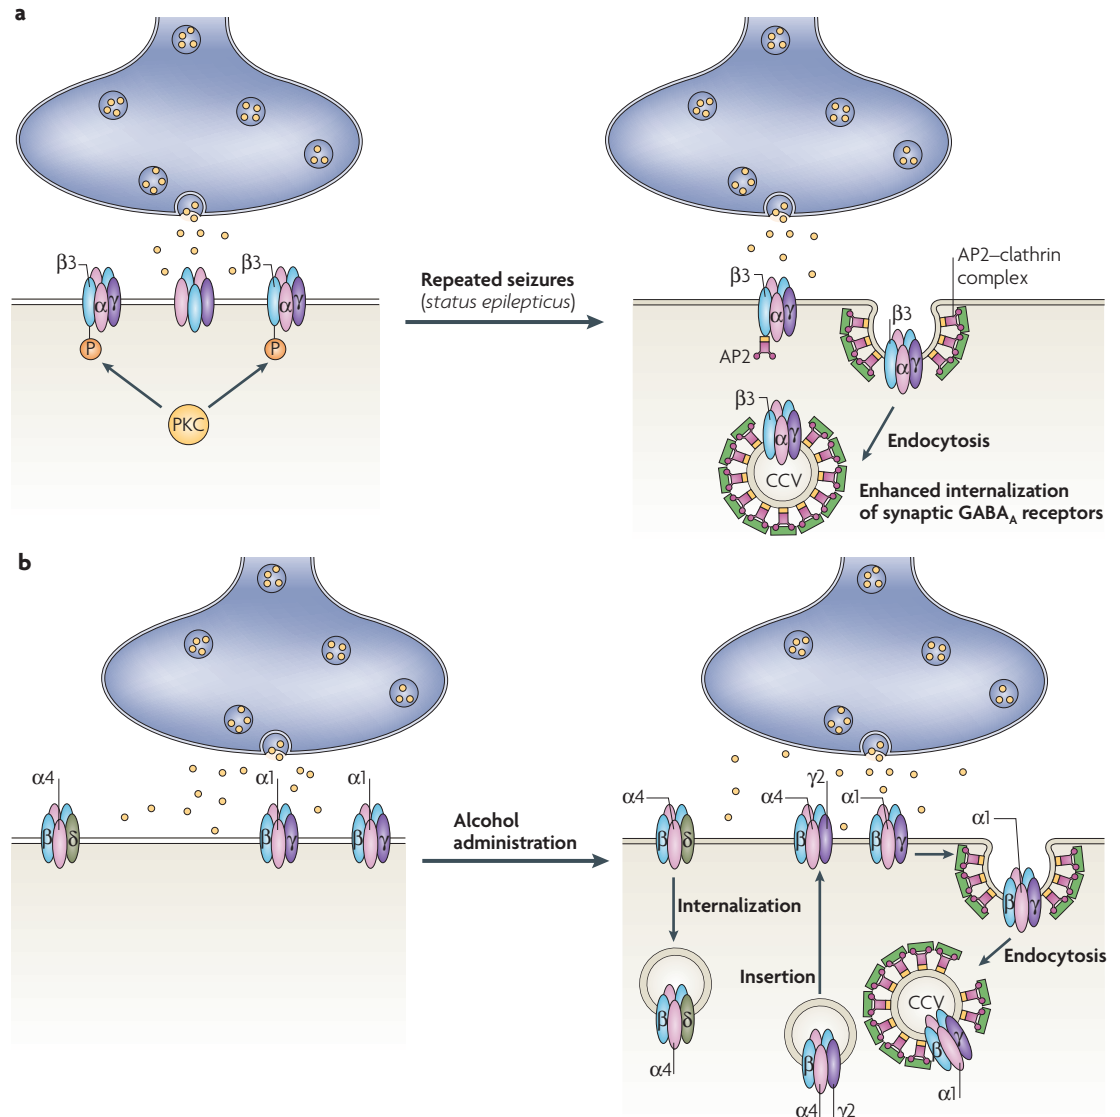 a
β3
α
γ
β3
α
γ
P
P
PKC
Repeated seizures
(status epilepticus)
AP2–clathrin
complex
β3
α
γ
AP2
β3
α
γ
β3
α
γ
CCV
Endocytosis
Enhanced internalization
of synaptic GABAA receptors
b
α4
α1
α1
β
δ
β
γ
β
γ
Alcohol
administration
α4
α4
γ2
α1
α1
β
δ
β
β
γ
β
γ
Internalization
Insertion
Endocytosis
CCV
β
δ
α4
β
α4
γ2
β
γ
α1